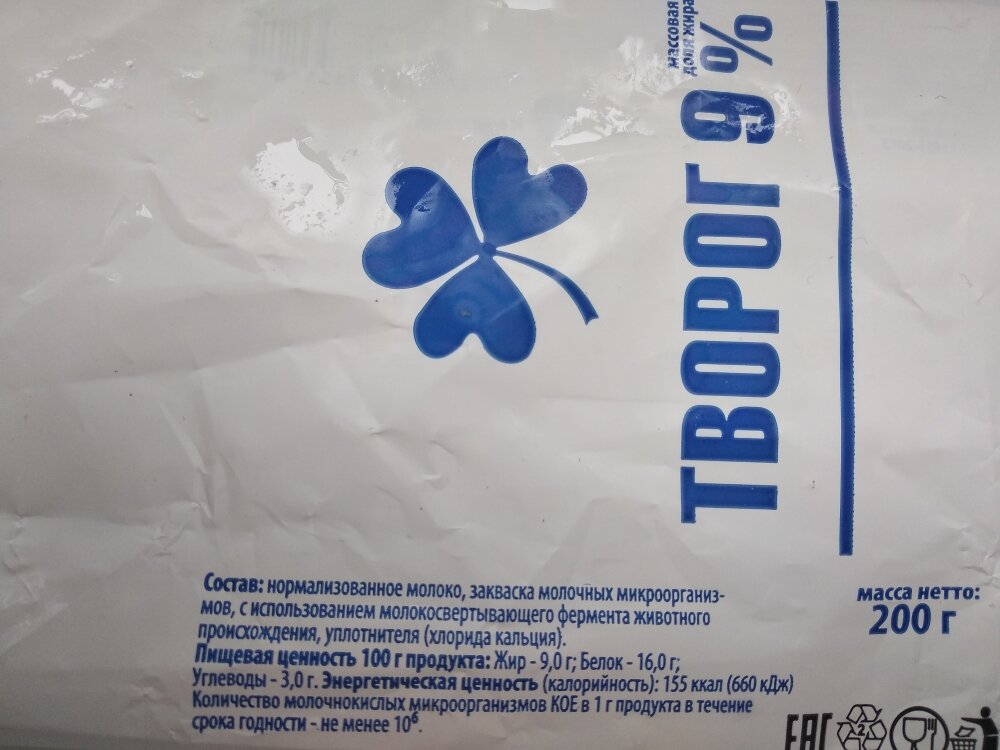 массовая
доля жира
ТВОРОГ 9%
Состав: нормализованное молоко, закваска молочных микроорганиз-
мов, с использованием молокосвертывающего фермента животного
происхождения, уплотнителя (хлорида кальция).
Пищевая ценность 100 г продукта: Жир - 9,0 г; Белок - 16,0 г;
Углеводы - 3,0 г. Энергетическая ценность (калорийность): 155 ккал (660 кДж)
Количество молочнокислых микроорганизмов КОЕ в 1 г продукта в течение
срока годности - не менее 10⁶.
масса нетто:
200 г
EAC
2